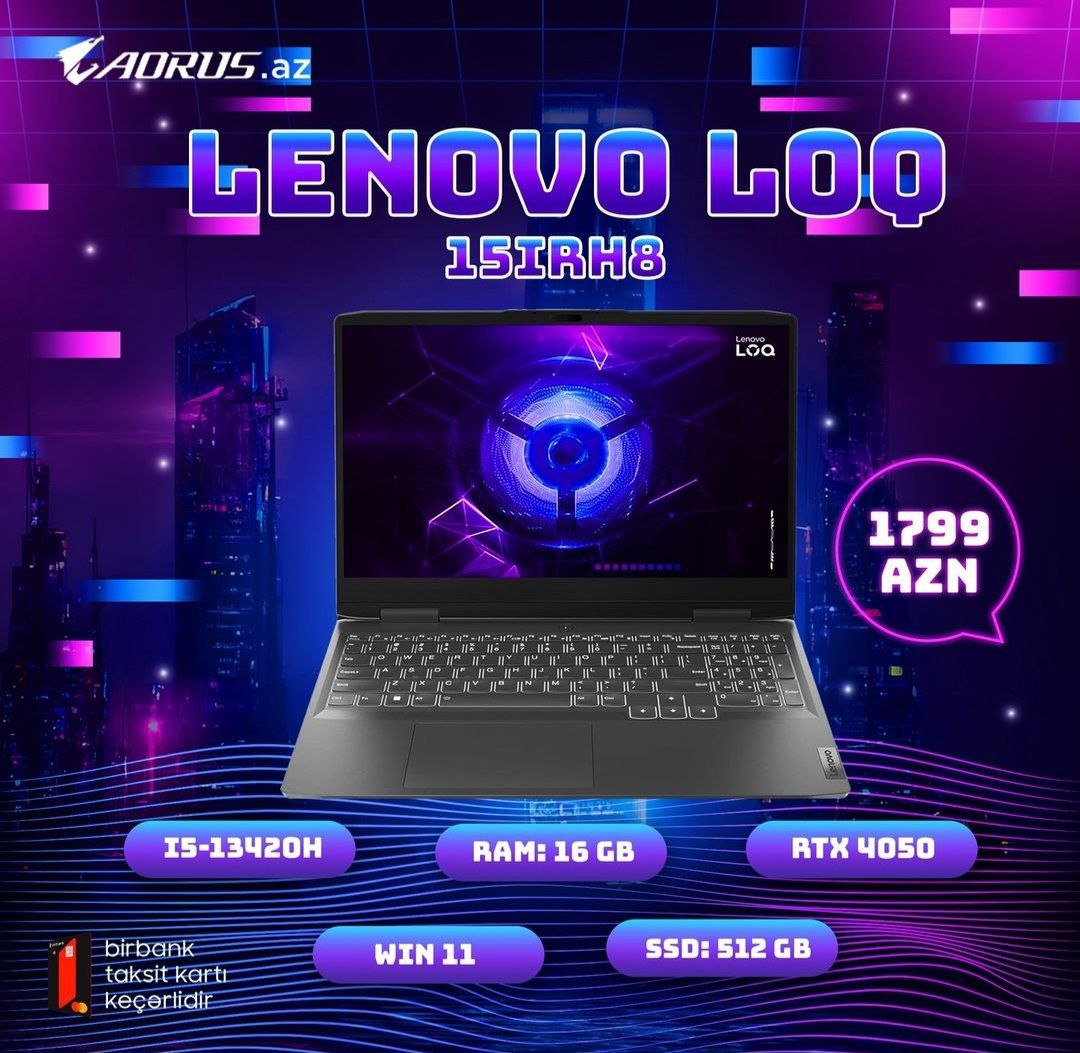 AORUS.az
LENOVO LOQ
15IRH8
Lenovo
LOQ
1799
AZN
Lenovo
I5-13420H
RAM: 16 GB
RTX 4050
WIN 11
SSD: 512 GB
birbank
taksit kartı
keçərlidir